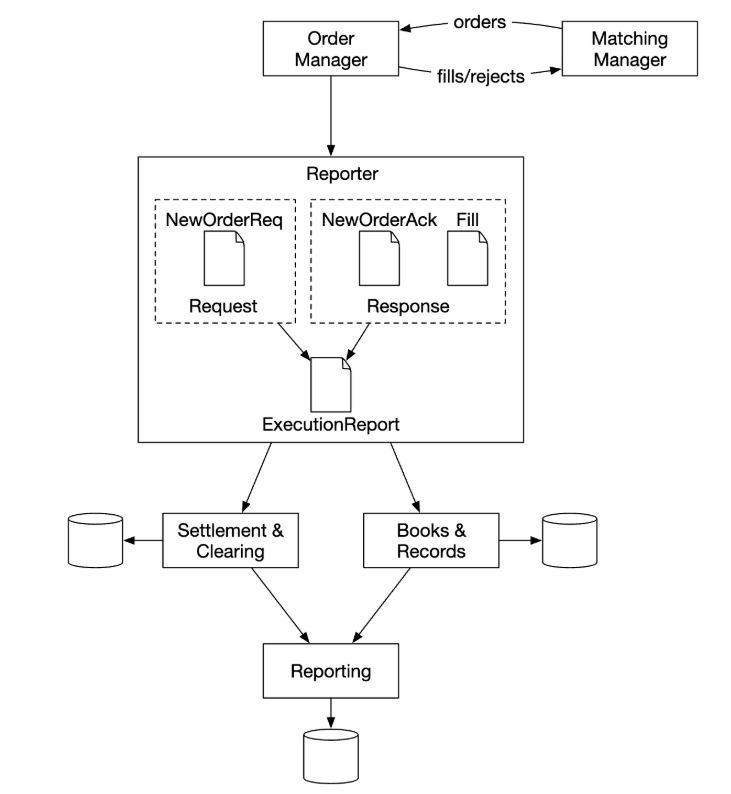 orders
Order
Manager
Matching
Manager
fills/rejects
Reporter
NewOrderReq
NewOrderAck
Fill
Request
Response
ExecutionReport
Settlement &
Clearing
Books &
Records
Reporting